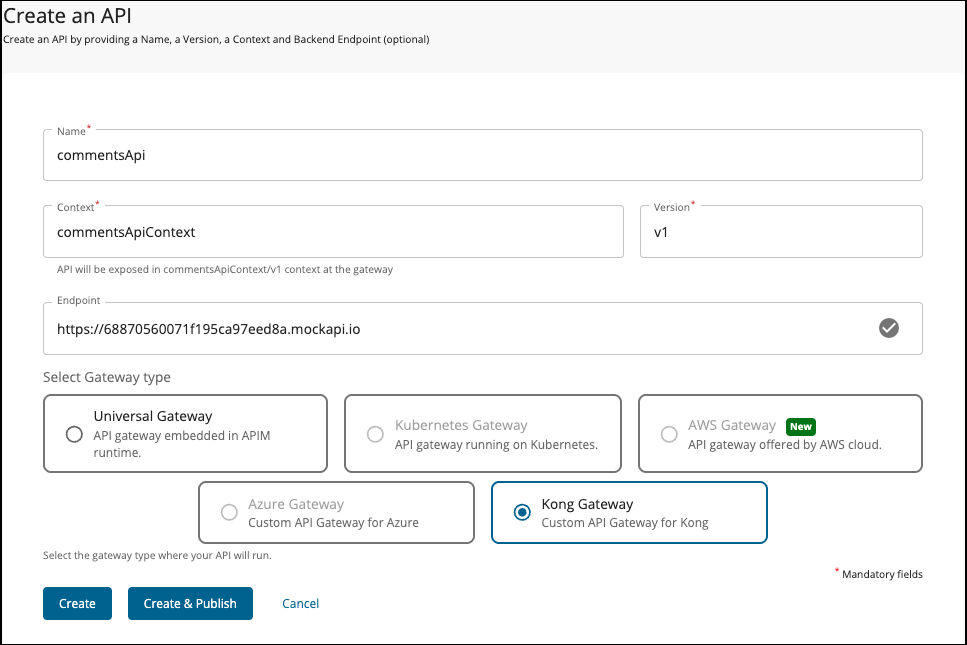 Create an API
Create an API by providing a Name, a Version, a Context and Backend Endpoint (optional)
Name*
commentsApi
Context*
commentsApiContext
API will be exposed in commentsApiContext/v1 context at the gateway
Version*
v1
Endpoint
https://68870560071f195ca97eed8a.mockapi.io
Select Gateway type
Universal Gateway
API gateway embedded in APIM
runtime.
Kubernetes Gateway
API gateway running on Kubernetes.
AWS Gateway New
API gateway offered by AWS cloud.
Azure Gateway
Custom API Gateway for Azure
Kong Gateway
Custom API Gateway for Kong
Select the gateway type where your API will run.
* Mandatory fields
Create
Create & Publish
Cancel